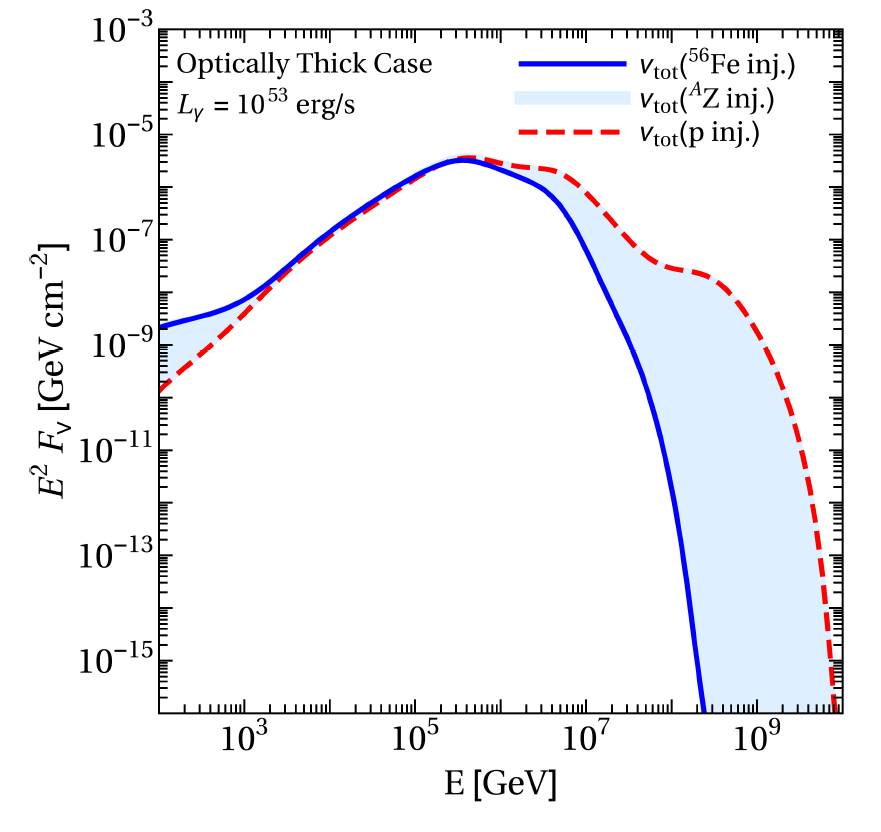 Optically Thick Case
L_γ = 10^53 erg/s
ν_tot(^56Fe inj.)
ν_tot(^AZ inj.)
ν_tot(p inj.)
10^−3
10^−5
10^−7
10^−9
10^−11
10^−13
10^−15
E^2 F_ν [GeV cm^−2]
10^3
10^5
10^7
10^9
E [GeV]